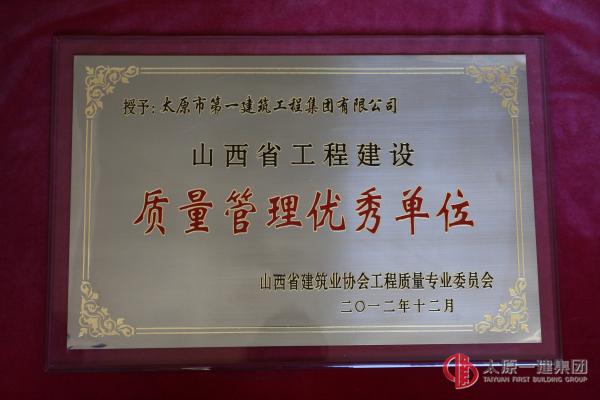 授予：太原市第一建筑工程集团有限公司
山西省工程建设
质量管理优秀单位
山西省建筑业协会工程质量专业委员会
二〇一二年十二月
太原一建集团
TAIYUAN FIRST BUILDING GROUP